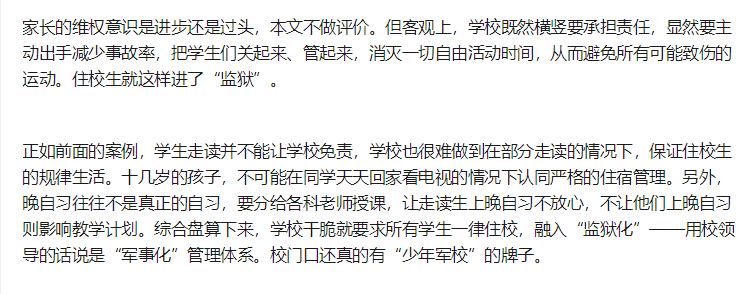 家长的维权意识是进步还是过头，本文不做评价。但客观上，学校既然横竖要承担责任，显然要主
动出手减少事故率，把学生们关起来、管起来，消灭一切自由活动时间，从而避免所有可能致伤的
运动。住校生就这样进了“监狱”。
正如前面的案例，学生走读并不能让学校免责，学校也很难做到在部分走读的情况下，保证住校生
的规律生活。十几岁的孩子，不可能在同学天天回家看电视的情况下认同严格的住宿管理。另外，
晚自习往往不是真正的自习，要分给各科老师授课，让走读生上晚自习不放心，不让他们上晚自习
则影响教学计划。综合盘算下来，学校干脆就要求所有学生一律住校，融入“监狱化”——用校领
导的话说是“军事化”管理体系。校门口还真的有“少年军校”的牌子。